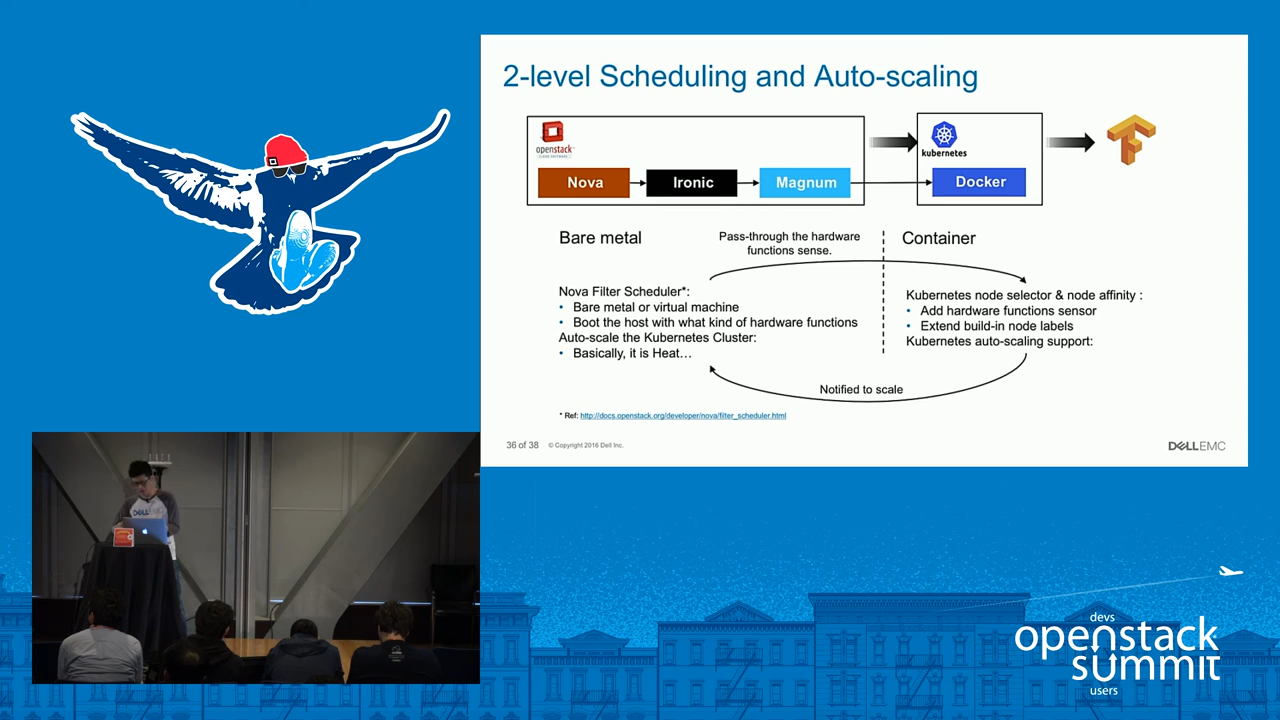 2-level Scheduling and Auto-scaling
openstack
kubernetes
Nova
Ironic
Magnum
Docker
Bare metal
Pass-through the hardware
functions sense.
Container
Nova Filter Scheduler*:
• Bare metal or virtual machine
• Boot the host with what kind of hardware functions
Auto-scale the Kubernetes Cluster:
• Basically, it is Heat…
Kubernetes node selector & node affinity :
• Add hardware functions sensor
• Extend build-in node labels
Kubernetes auto-scaling support:
Notified to scale
* Ref: http://docs.openstack.org/developer/nova/filter_scheduler.html
36 of 38 © Copyright 2016 Dell Inc.
DELLEMC
DELL
devs
openstack
summit
users